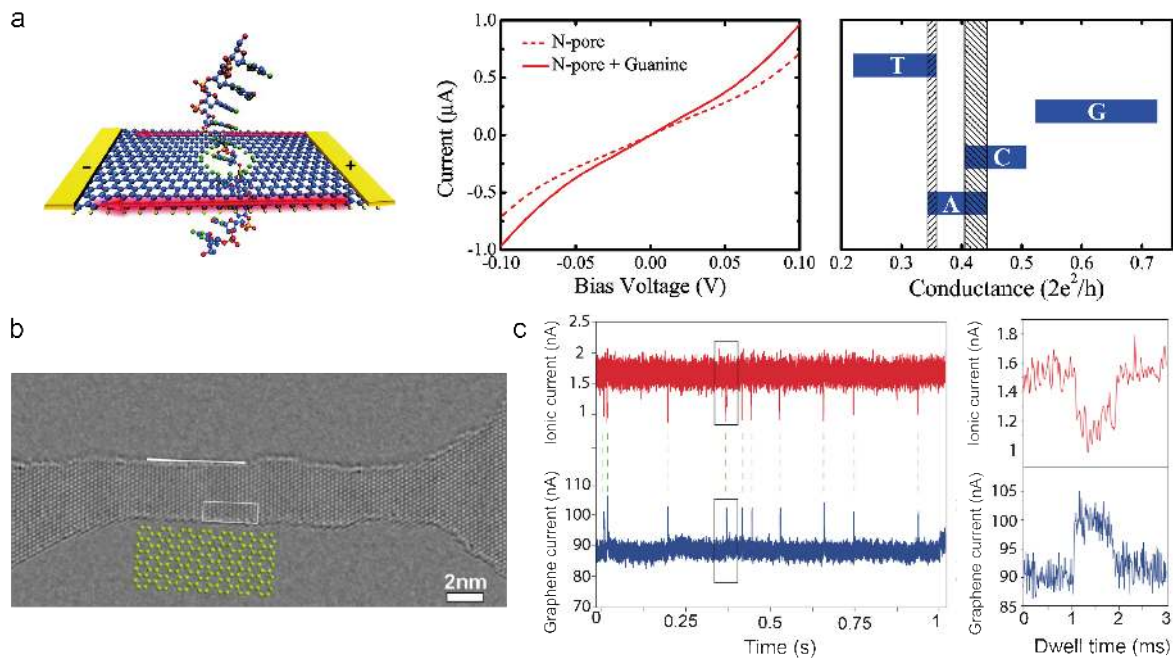 a
-
+
Current (µA)
1.0
0.5
0.0
-0.5
-1.0
N-pore
N-pore + Guanine
-0.10
-0.05
0.00
0.05
0.10
Bias Voltage (V)
T
G
C
A
0.2
0.3
0.4
0.5
0.6
0.7
Conductance (2e²/h)
b
2nm
c
Ionic current (nA)
2.5
2
1.5
1
Graphene current (nA)
110
100
90
80
70
0
0.25
0.5
0.75
1
Time (s)
Ionic current (nA)
1.8
1.6
1.4
1.2
1
Graphene current (nA)
105
100
95
90
85
0
1
2
3
Dwell time (ms)